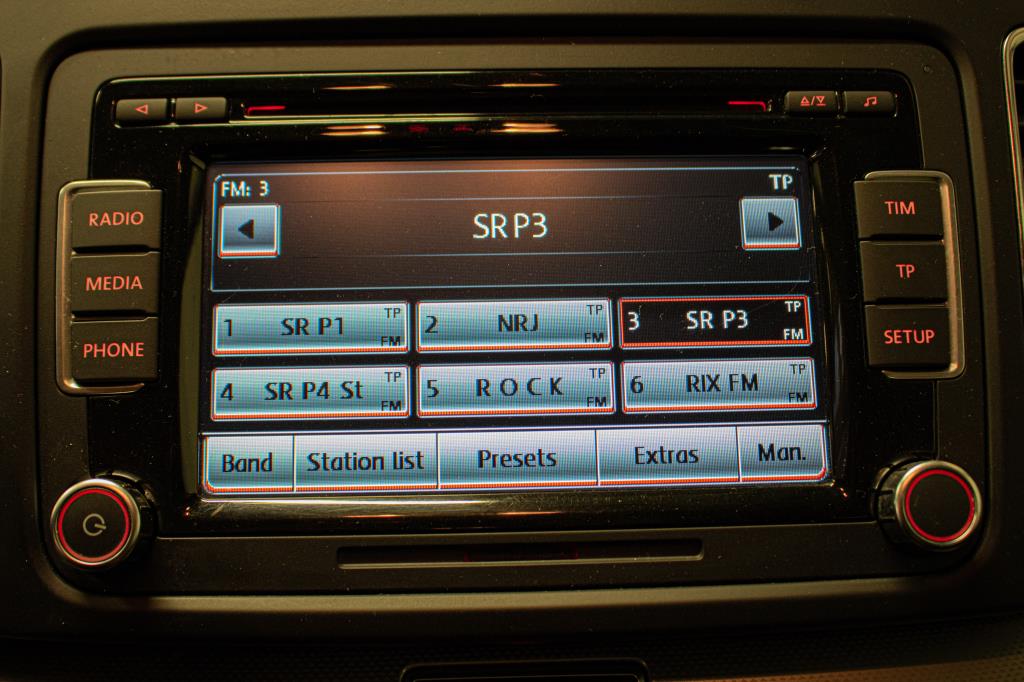 FM: 3 TP
RADIO SR P3 TIM
MEDIA TP
PHONE SETUP
1 SR P1 TP FM
2 NRJ TP FM
3 SR P3 TP FM
4 SR P4 St TP FM
5 R O C K TP FM
6 RIX FM TP FM
Band Station list Presets Extras Man.